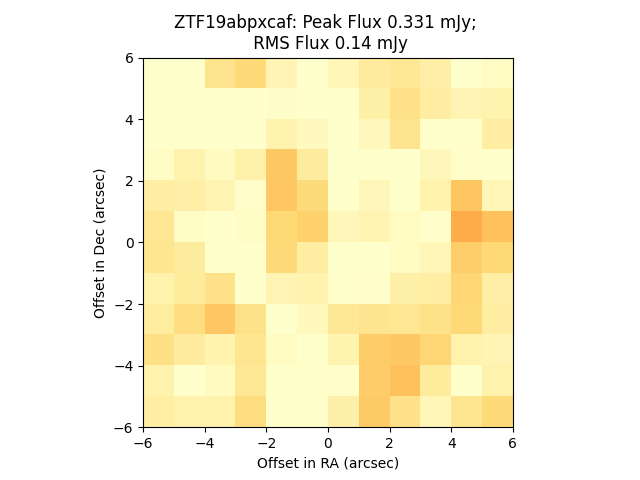 ZTF19abpxcaf: Peak Flux 0.331 mJy;
RMS Flux 0.14 mJy
6
4
2
0
−2
−4
−6
Offset in Dec (arcsec)
−6 −4 −2 0 2 4 6
Offset in RA (arcsec)